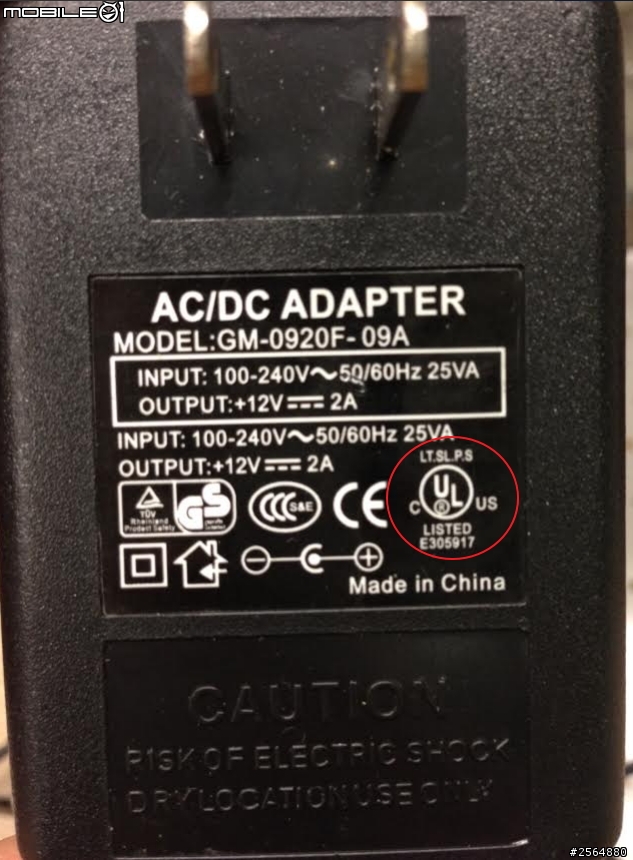 MOBILE01
AC/DC ADAPTER
MODEL:GM-0920F-09A
INPUT: 100-240V～50/60Hz 25VA
OUTPUT:+12V⎓2A
INPUT: 100-240V～50/60Hz 25VA
OUTPUT:+12V⎓2A
LT.SL.P.S
TÜV
Rheinland
Product Safety
GS
CCC S&E
CE
C UL® US
LISTED
E305917
Made in China
CAUTION
RISK OF ELECTRIC SHOCK
DRY LOCATION USE ONLY
#2564880